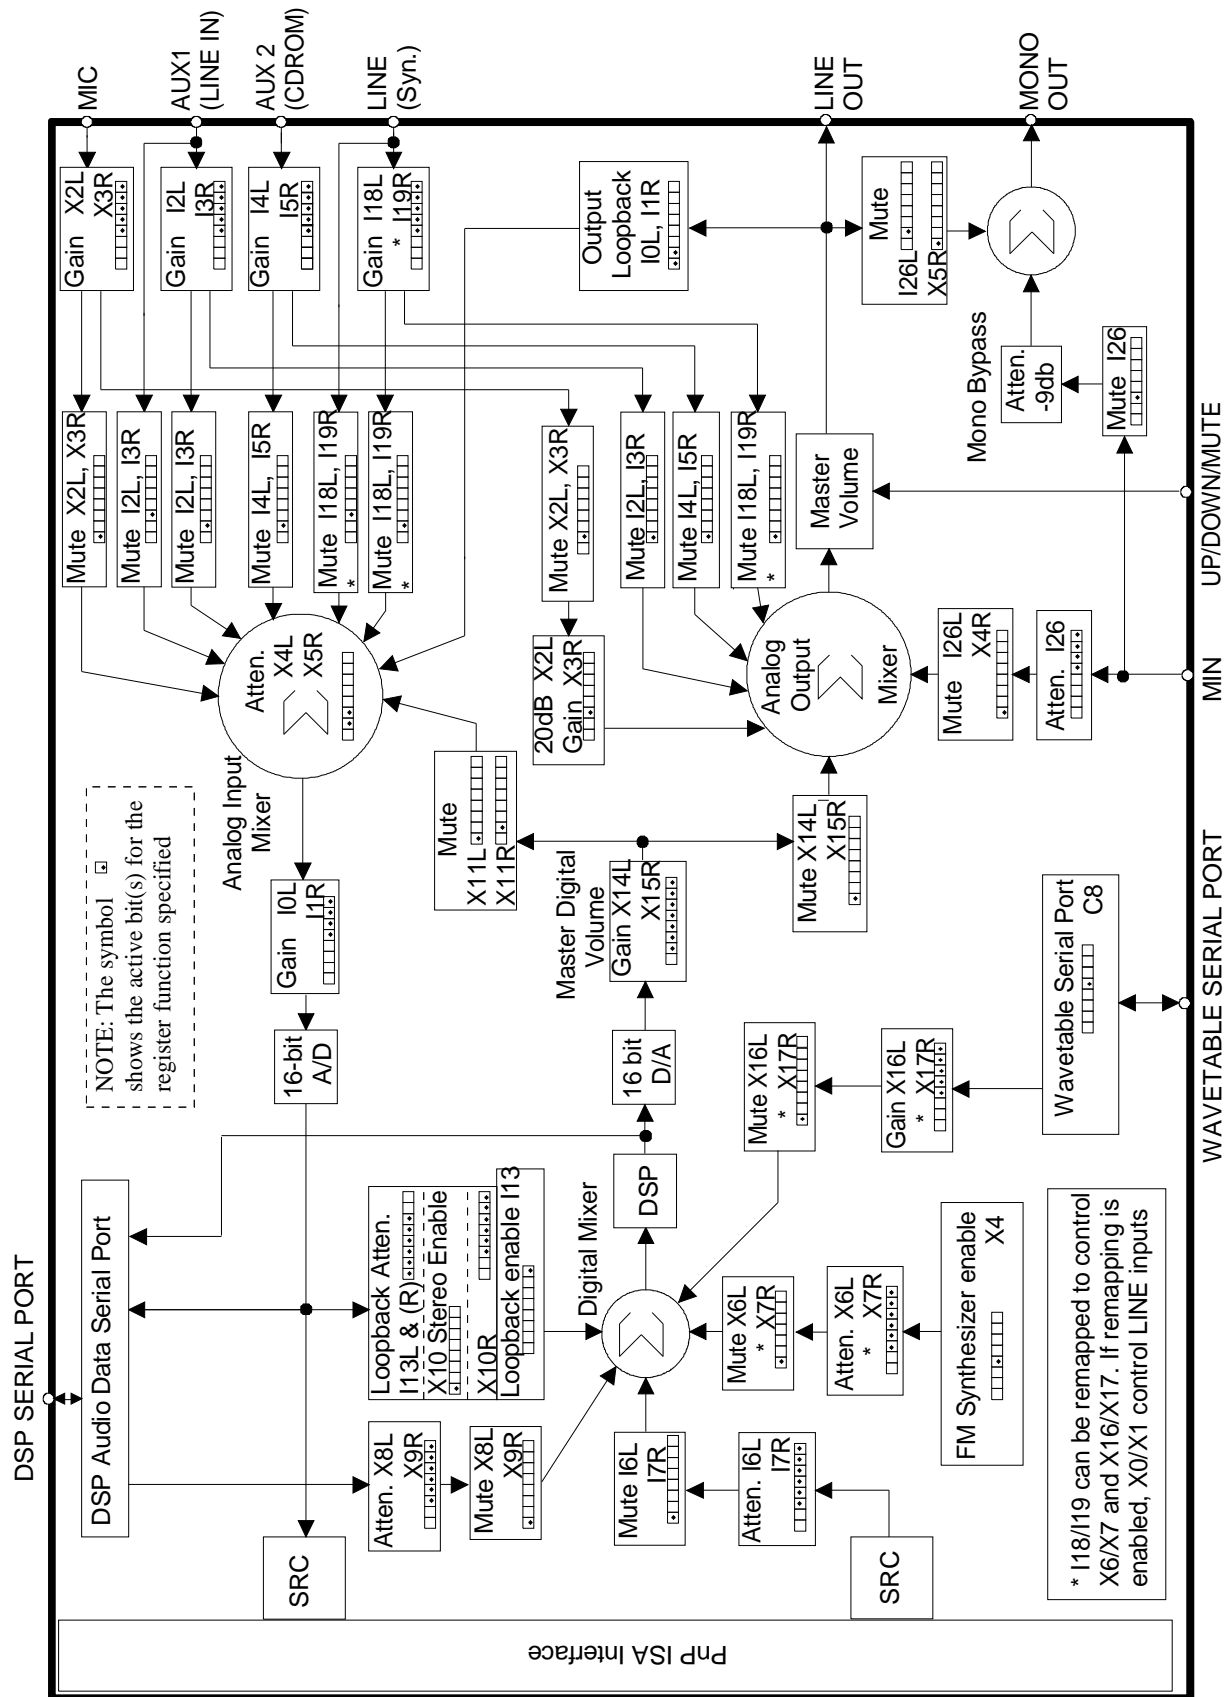 DSP SERIAL PORT
DSP Audio Data Serial Port
NOTE: The symbol
shows the active bit(s) for the
register function specified
MIC
AUX1
(LINE IN)
AUX 2
(CDROM)
LINE
(Syn.)
Gain X2L
X3R
Gain I2L
I3R
Gain I4L
I5R
Gain I18L
* I19R
Mute X2L, X3R
Mute I2L, I3R
Mute I2L, I3R
Mute I4L, I5R
Mute I18L, I19R
*
Mute I18L, I19R
*
Atten.
X4L
X5R
Analog Input
Mixer
Gain I0L
I1R
16-bit
A/D
Output
Loopback
I0L, I1R
Mute X2L, X3R
20dB X2L
Gain X3R
Mute I2L, I3R
Mute I4L, I5R
Mute I18L, I19R
*
Mute
X11L
X11R
Loopback Atten.
I13L & (R)
X10 Stereo Enable
X10R
Loopback enable I13
SRC
Atten. X8L
X9R
Mute X8L
X9R
Digital Mixer
DSP
16 bit
D/A
Master Digital
Volume
Gain X14L
X15R
Mute X14L
X15R
Analog
Output
Mixer
Master
Volume
LINE
OUT
Mute
I26L
X5R
MONO
OUT
Mono Bypass
Atten.
-9db
Mute I26
Mute I26L
X4R
Atten. I26
Mute I6L
I7R
Atten. I6L
I7R
SRC
Mute X6L
* X7R
Atten. X6L
* X7R
FM Synthesizer enable
X4
Mute X16L
* X17R
Gain X16L
* X17R
Wavetable Serial Port
C8
* I18/I19 can be remapped to control
X6/X7 and X16/X17. If remapping is
enabled, X0/X1 control LINE inputs
PnP ISA Interface
WAVETABLE SERIAL PORT
MIN
UP/DOWN/MUTE